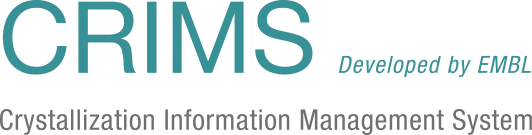 CRIMS Developed by EMBL
Crystallization Information Management System